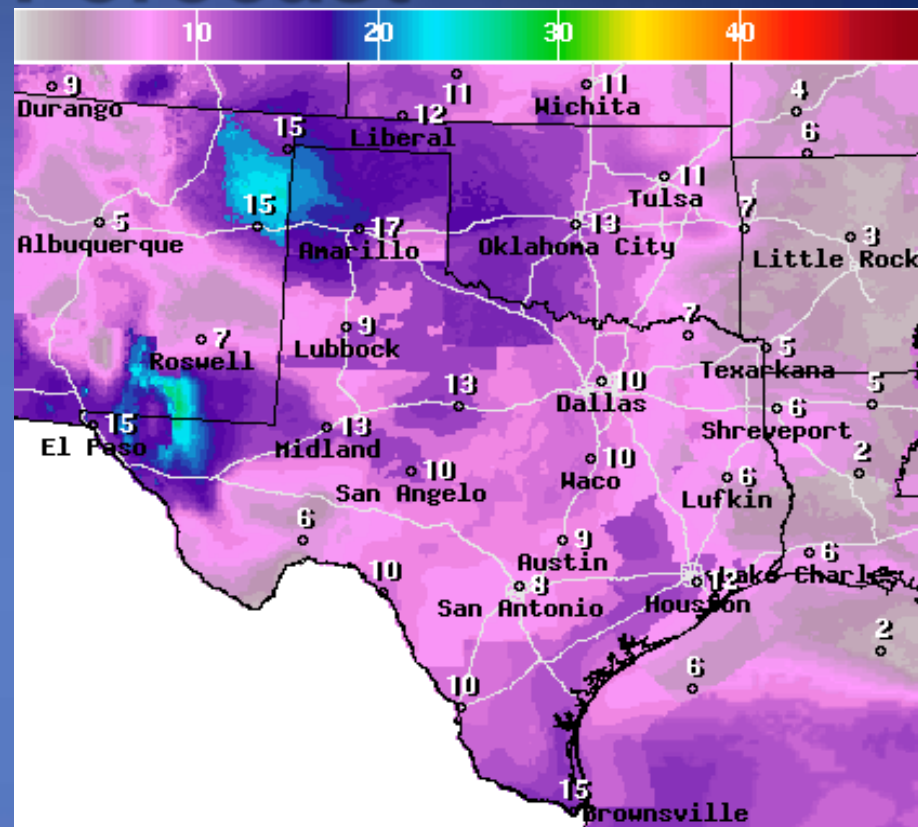 10 20 30 40
9 11 11 4
Durango Wichita
12
Liberal
15 6
11
Tulsa
5 15 17 13 7 3
Albuquerque Amarillo Oklahoma City Little Rock
7 9 7 5
Roswell Lubbock Texarkana
13 10 5
Dallas
15 13 6
El Paso Midland Shreveport
10 10 6 2
San Angelo Waco Lufkin
6 9 6
Austin
10 8 12 Lake Charles
San Antonio Houston
2
6
10
15
Brownsville